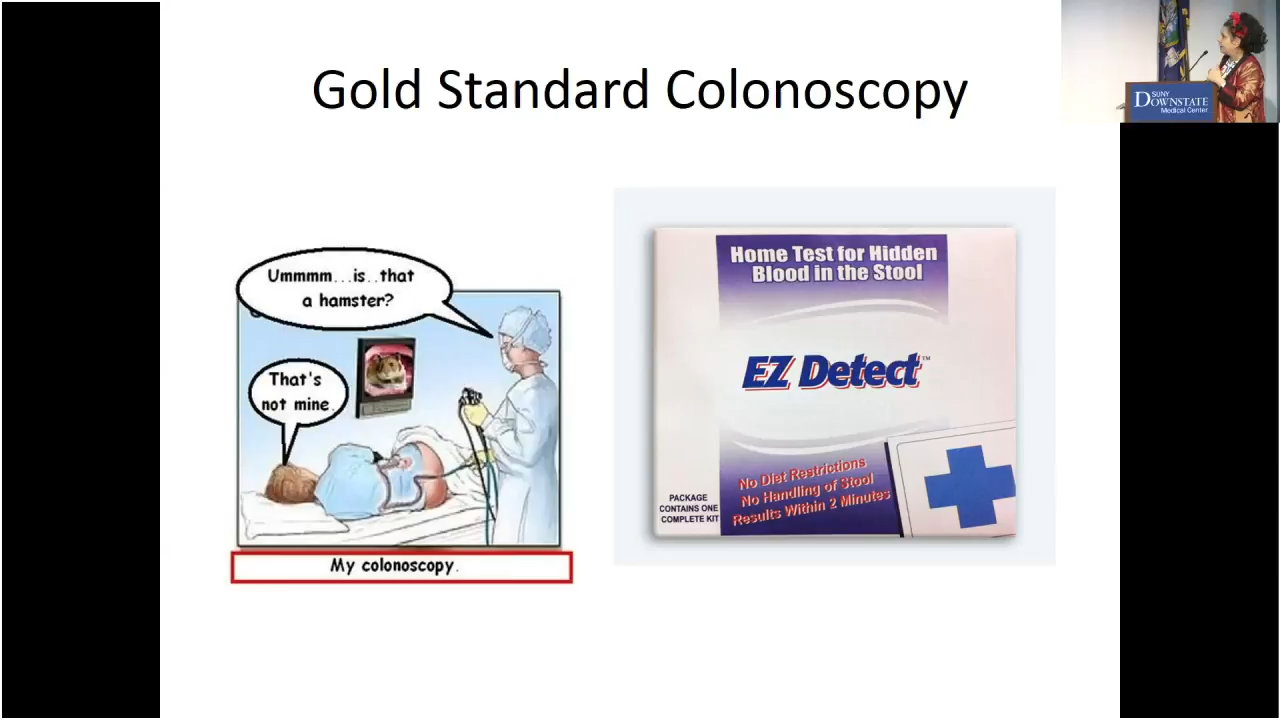 Gold Standard Colonoscopy
SUNY
DOWNSTATE
Medical Center
Ummmm...is..that
a hamster?
That's
not mine.
My colonoscopy.
Home Test for Hidden
Blood in the Stool
EZ Detect™
No Diet Restrictions
No Handling of Stool
Results Within 2 Minutes
PACKAGE
CONTAINS ONE
COMPLETE KIT